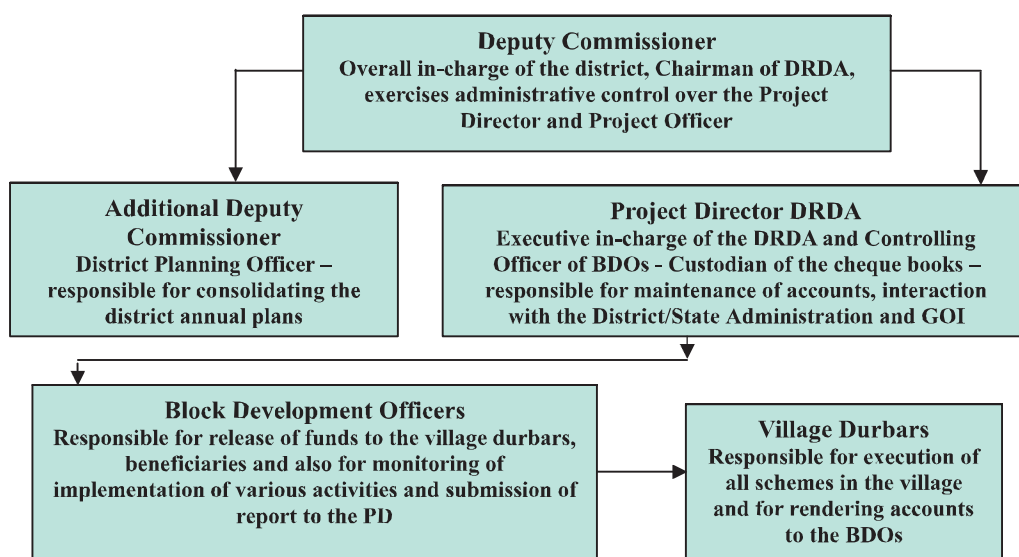 Deputy Commissioner
Overall in-charge of the district, Chairman of DRDA,
exercises administrative control over the Project
Director and Project Officer
Additional Deputy
Commissioner
District Planning Officer –
responsible for consolidating the
district annual plans
Project Director DRDA
Executive in-charge of the DRDA and Controlling
Officer of BDOs - Custodian of the cheque books –
responsible for maintenance of accounts, interaction
with the District/State Administration and GOI
Block Development Officers
Responsible for release of funds to the village durbars,
beneficiaries and also for monitoring of
implementation of various activities and submission of
report to the PD
Village Durbars
Responsible for execution of
all schemes in the village
and for rendering accounts
to the BDOs